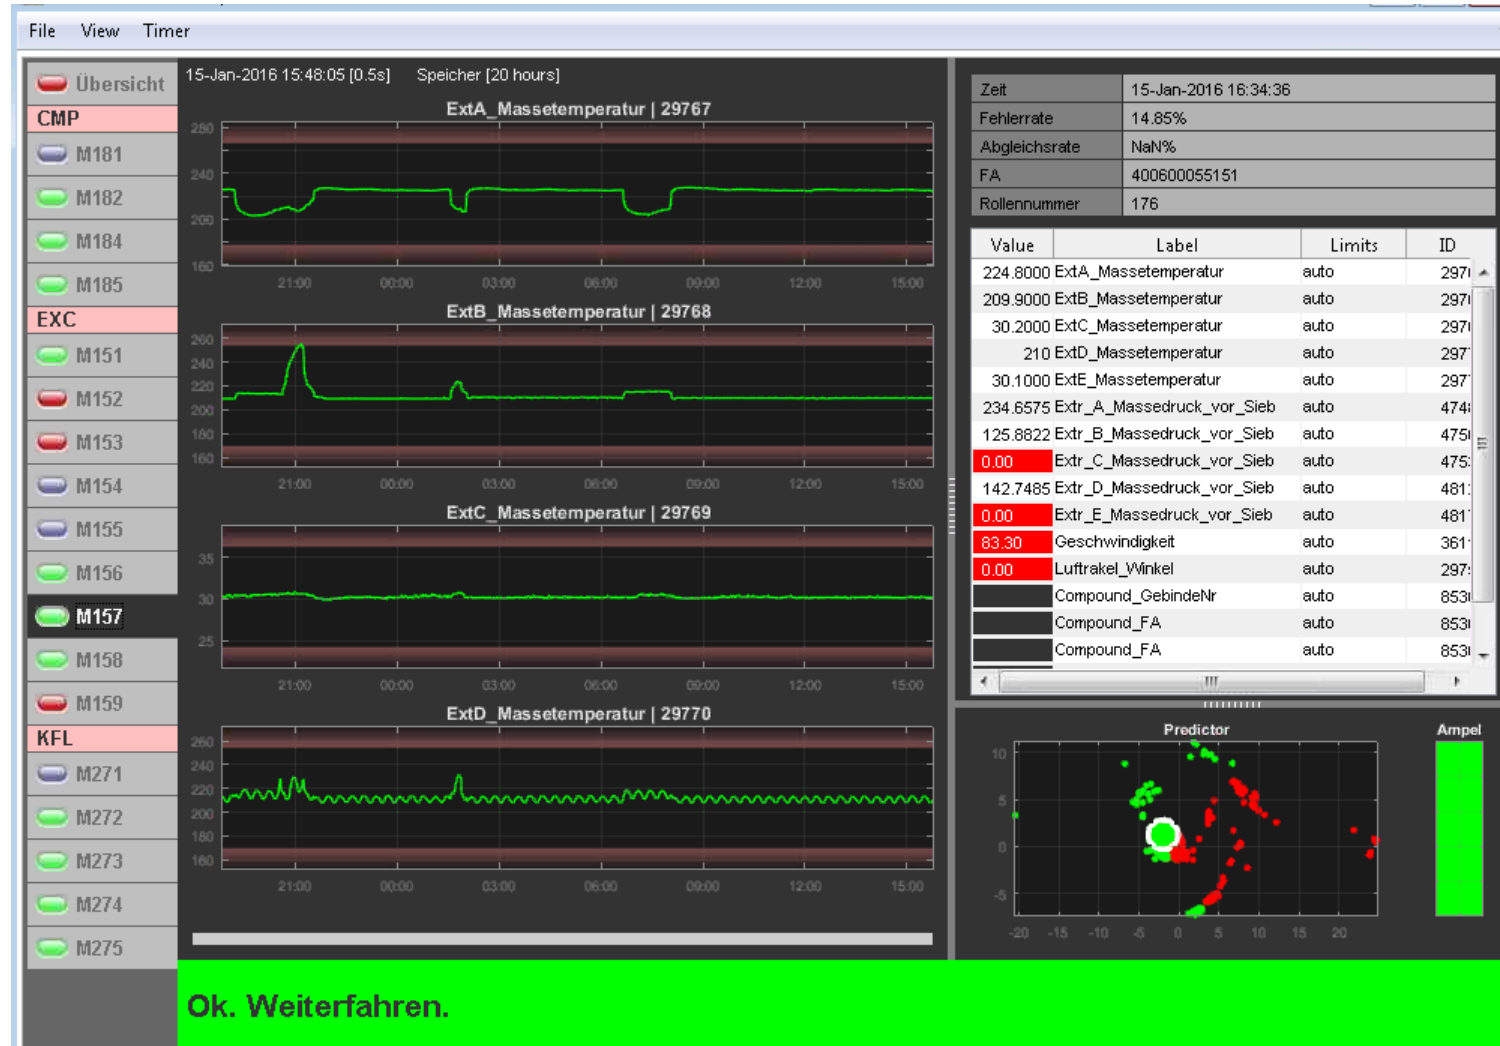 File View Timer
Übersicht
CMP
M181
M182
M184
M185
EXC
M151
M152
M153
M154
M155
M156
M157
M158
M159
KFL
M271
M272
M273
M274
M275
15-Jan-2016 15:48:05 [0.5s] Speicher [20 hours]
ExtA_Massetemperatur | 29767
280
240
200
160
21:00 00:00 03:00 06:00 09:00 12:00 15:00
ExtB_Massetemperatur | 29768
260
240
220
200
180
160
21:00 00:00 03:00 06:00 09:00 12:00 15:00
ExtC_Massetemperatur | 29769
35
30
25
21:00 00:00 03:00 06:00 09:00 12:00 15:00
ExtD_Massetemperatur | 29770
260
240
220
200
180
160
21:00 00:00 03:00 06:00 09:00 12:00 15:00
Zeit 15-Jan-2016 16:34:36
Fehlerrate 14.85%
Abgleichsrate NaN%
FA 400600055151
Rollennummer 176
Value Label Limits ID
224.8000 ExtA_Massetemperatur auto
209.9000 ExtB_Massetemperatur auto
30.2000 ExtC_Massetemperatur auto
210 ExtD_Massetemperatur auto
30.1000 ExtE_Massetemperatur auto
234.6575 Extr_A_Massedruck_vor_Sieb auto
125.8822 Extr_B_Massedruck_vor_Sieb auto
0.00 Extr_C_Massedruck_vor_Sieb auto
142.7485 Extr_D_Massedruck_vor_Sieb auto
0.00 Extr_E_Massedruck_vor_Sieb auto
83.30 Geschwindigkeit auto
0.00 Luftrakel_Winkel auto
Compound_GebindeNr auto
Compound_FA auto
Compound_FA auto
Predictor
10
5
0
-5
-20 -15 -10 -5 0 5 10 15 20
Ampel
Ok. Weiterfahren.